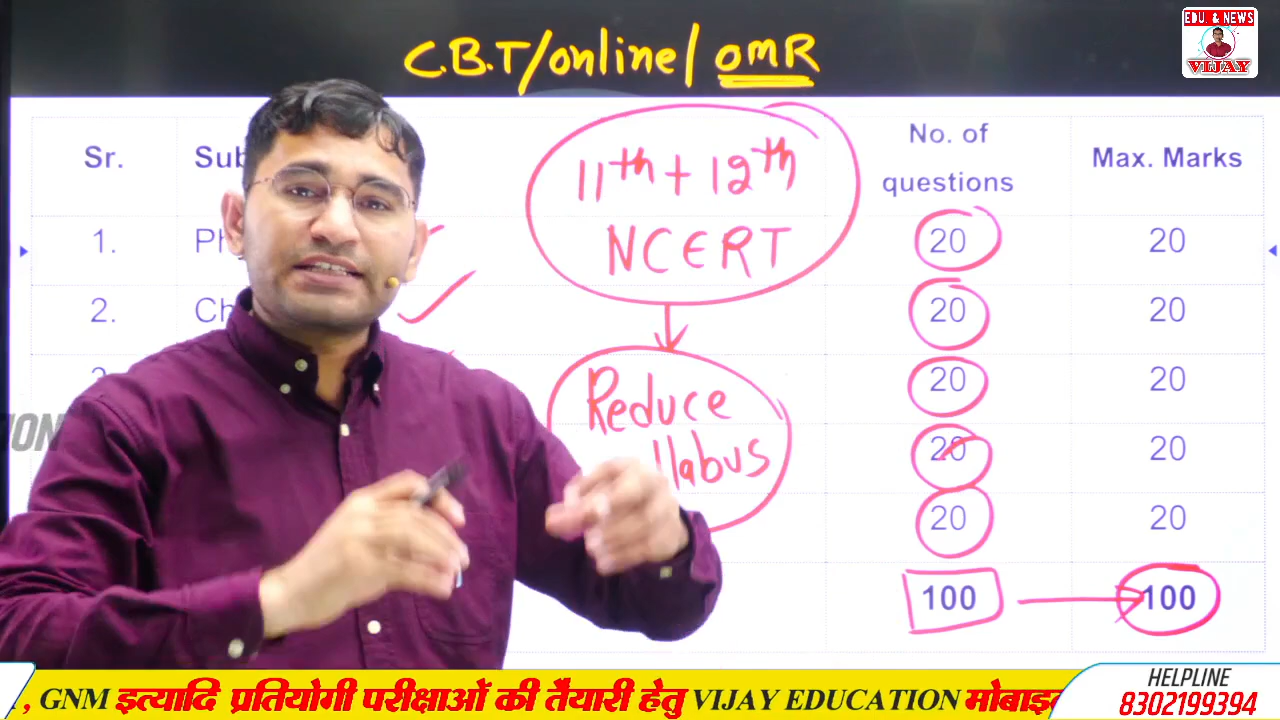 C.B.T/online/OMR
EDU. & NEWS
VIJAY
Sr.
No. of questions
Max. Marks
11th + 12th
NCERT
1.
20
20
2.
20
20
20
20
Reduce
20
20
20
20
100
100
, GNM इत्यादि प्रतियोगी परीक्षाओं की तैयारी हेतु VIJAY EDUCATION
HELPLINE
8302199394